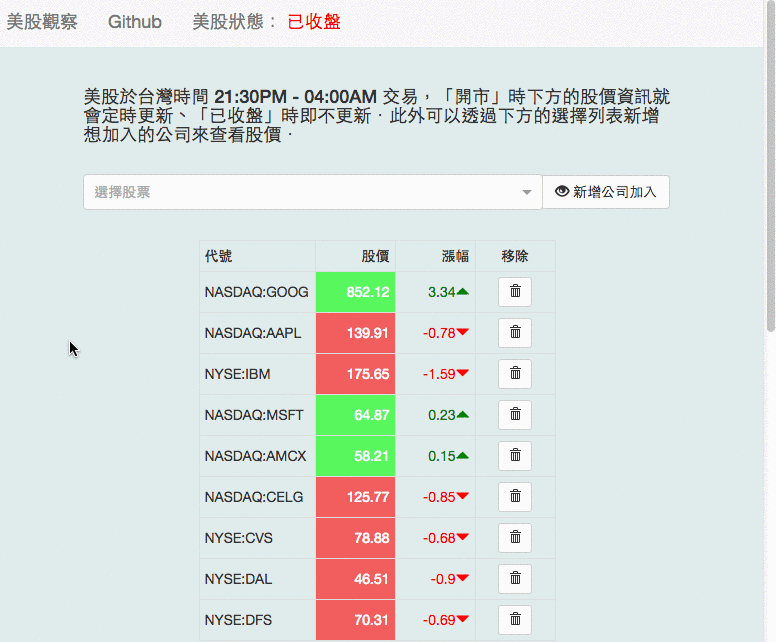 美股觀察 Github 美股狀態： 已收盤
美股於台灣時間 21:30PM - 04:00AM 交易，「開市」時下方的股價資訊就
會定時更新、「已收盤」時即不更新．此外可以透過下方的選擇列表新增
想加入的公司來查看股價．
選擇股票 新增公司加入
代號 股價 漲幅 移除
NASDAQ:GOOG 852.12 3.34
NASDAQ:AAPL 139.91 -0.78
NYSE:IBM 175.65 -1.59
NASDAQ:MSFT 64.87 0.23
NASDAQ:AMCX 58.21 0.15
NASDAQ:CELG 125.77 -0.85
NYSE:CVS 78.88 -0.68
NYSE:DAL 46.51 -0.9
NYSE:DFS 70.31 -0.69